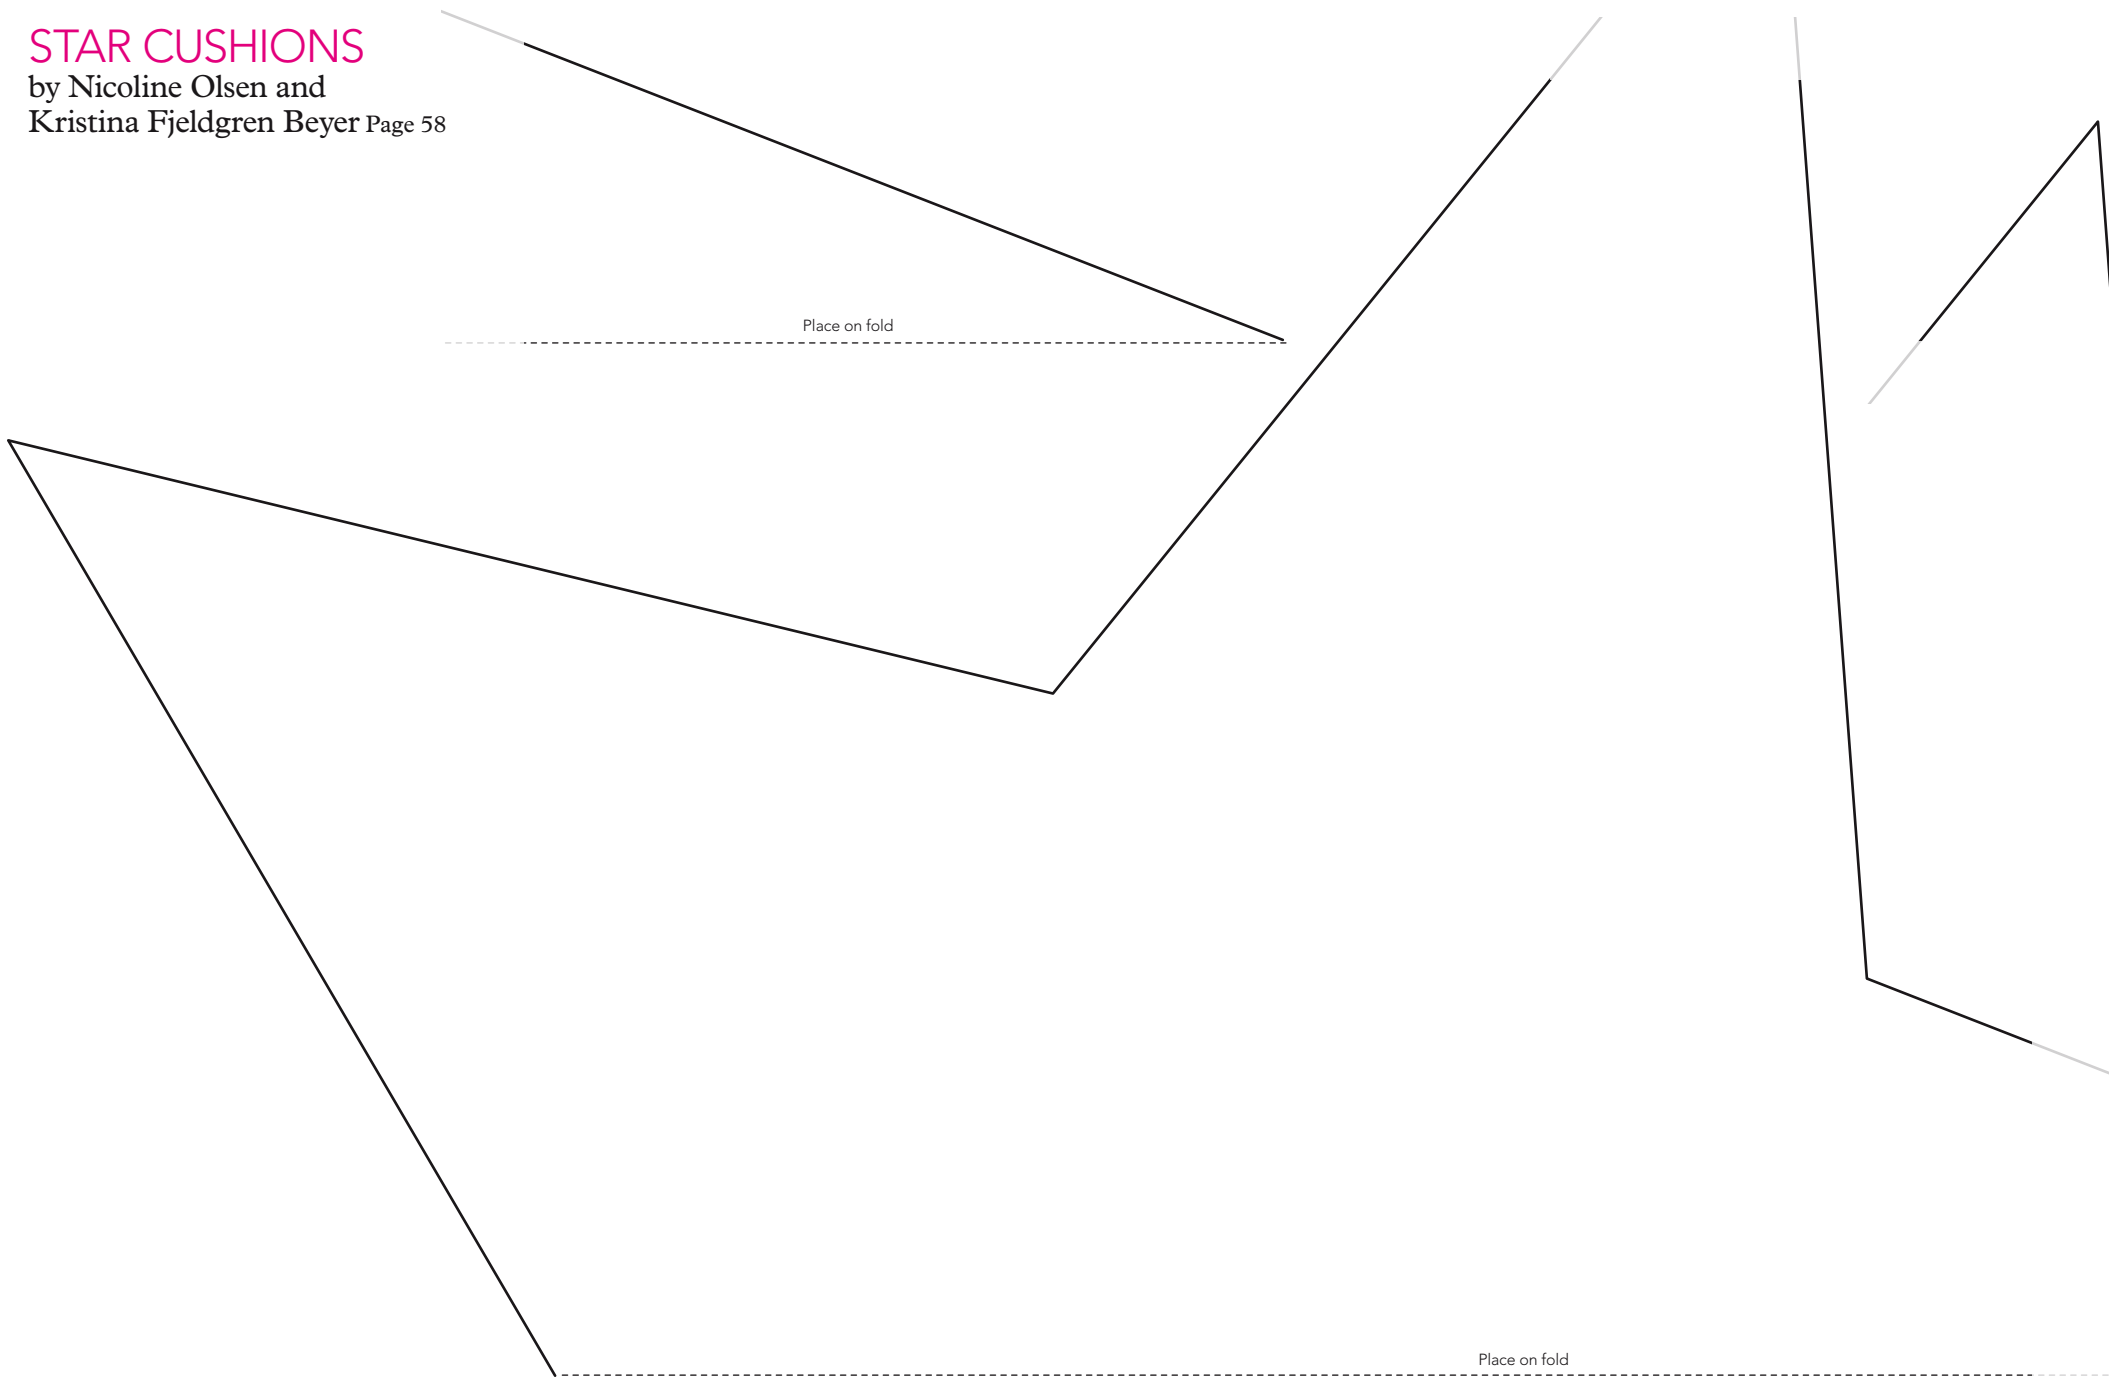 STAR CUSHIONS
by Nicoline Olsen and
Kristina Fjeldgren Beyer Page 58
Place on fold
Place on fold